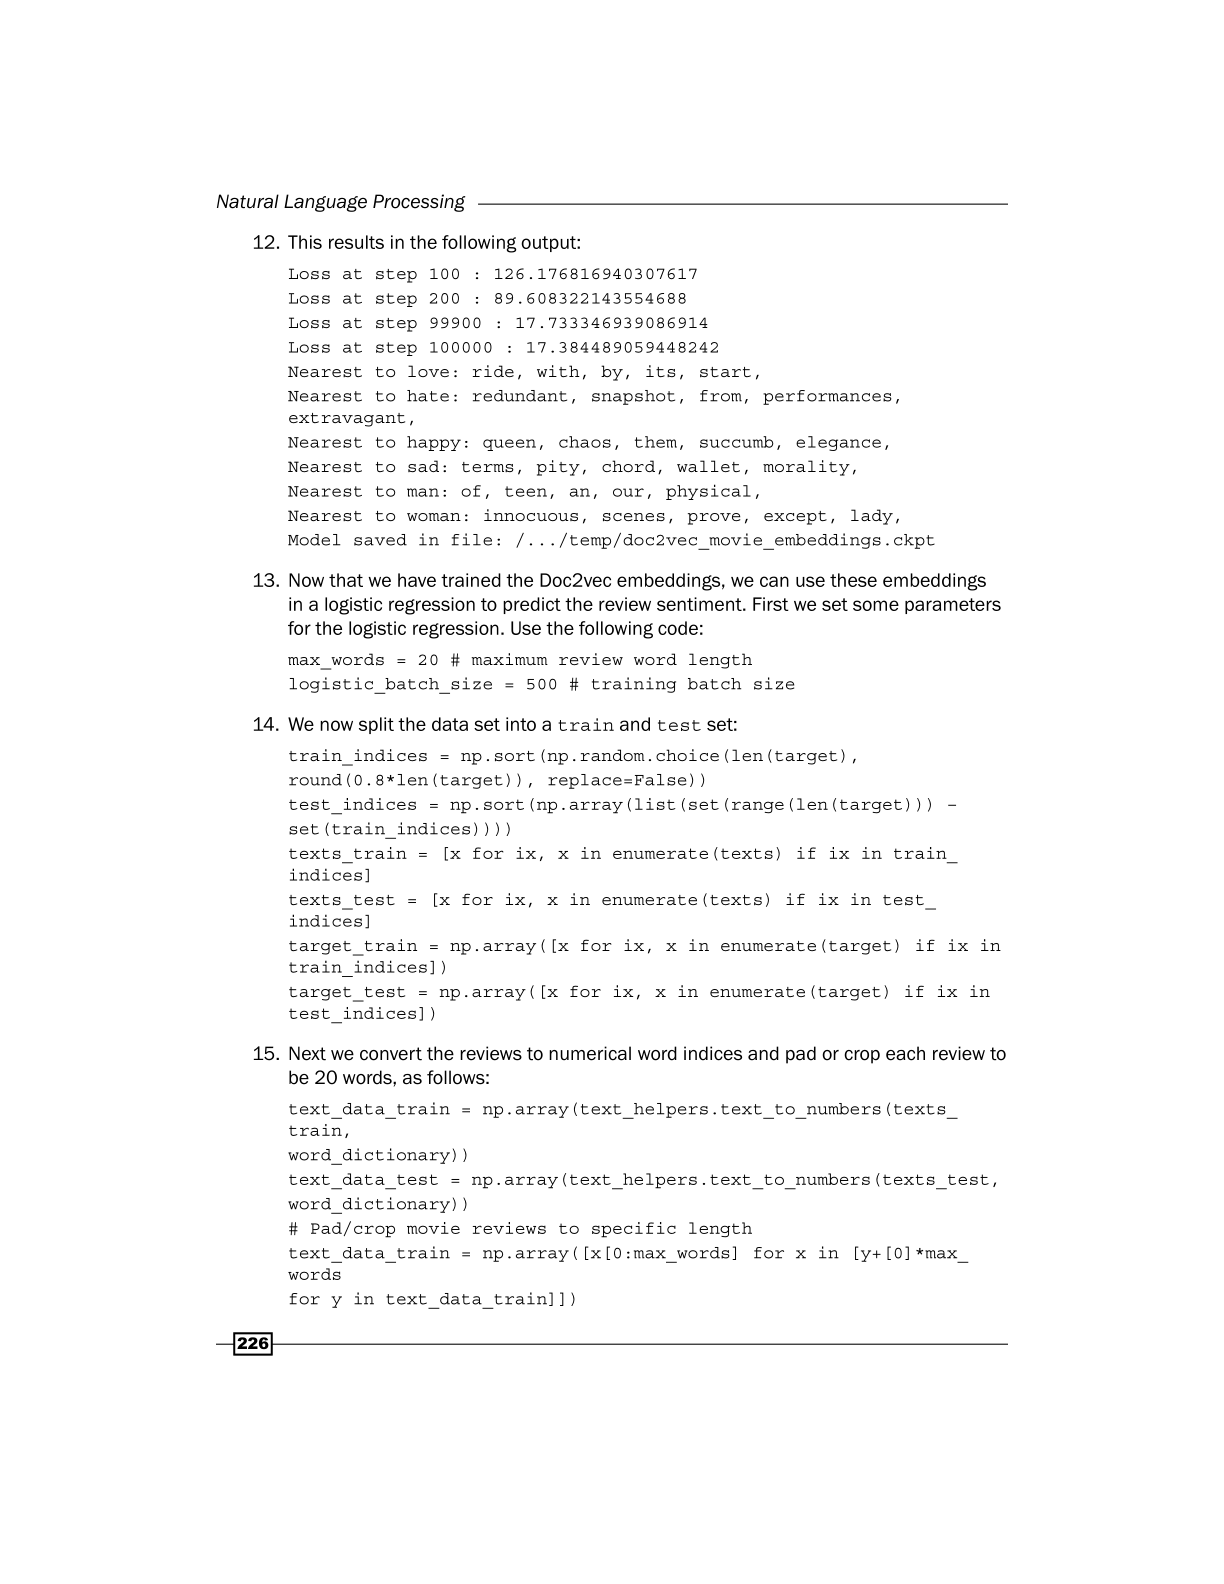 Natural Language Processing
12. This results in the following output:
Loss at step 100 : 126.176816940307617
Loss at step 200 : 89.608322143554688
Loss at step 99900 : 17.733346939086914
Loss at step 100000 : 17.384489059448242
Nearest to love: ride, with, by, its, start,
Nearest to hate: redundant, snapshot, from, performances,
extravagant,
Nearest to happy: queen, chaos, them, succumb, elegance,
Nearest to sad: terms, pity, chord, wallet, morality,
Nearest to man: of, teen, an, our, physical,
Nearest to woman: innocuous, scenes, prove, except, lady,
Model saved in file: /.../temp/doc2vec_movie_embeddings.ckpt
13. Now that we have trained the Doc2vec embeddings, we can use these embeddings
in a logistic regression to predict the review sentiment. First we set some parameters
for the logistic regression. Use the following code:
max_words = 20 # maximum review word length
logistic_batch_size = 500 # training batch size
14. We now split the data set into a train and test set:
train_indices = np.sort(np.random.choice(len(target),
round(0.8*len(target)), replace=False))
test_indices = np.sort(np.array(list(set(range(len(target))) –
set(train_indices))))
texts_train = [x for ix, x in enumerate(texts) if ix in train_
indices]
texts_test = [x for ix, x in enumerate(texts) if ix in test_
indices]
target_train = np.array([x for ix, x in enumerate(target) if ix in
train_indices])
target_test = np.array([x for ix, x in enumerate(target) if ix in
test_indices])
15. Next we convert the reviews to numerical word indices and pad or crop each review to
be 20 words, as follows:
text_data_train = np.array(text_helpers.text_to_numbers(texts_
train,
word_dictionary))
text_data_test = np.array(text_helpers.text_to_numbers(texts_test,
word_dictionary))
# Pad/crop movie reviews to specific length
text_data_train = np.array([x[0:max_words] for x in [y+[0]*max_
words
for y in text_data_train]])
226